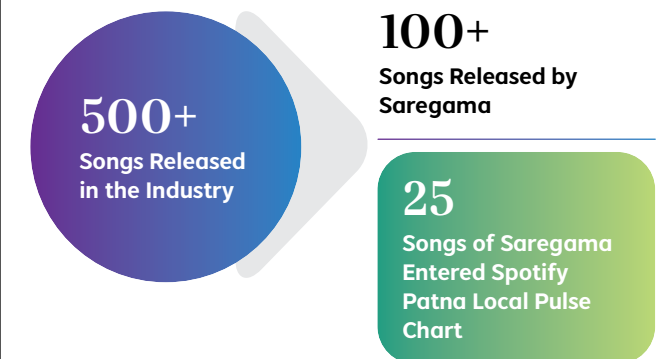 500+
Songs Released
in the Industry
100+
Songs Released by
Saregama
25
Songs of Saregama
Entered Spotify
Patna Local Pulse
Chart